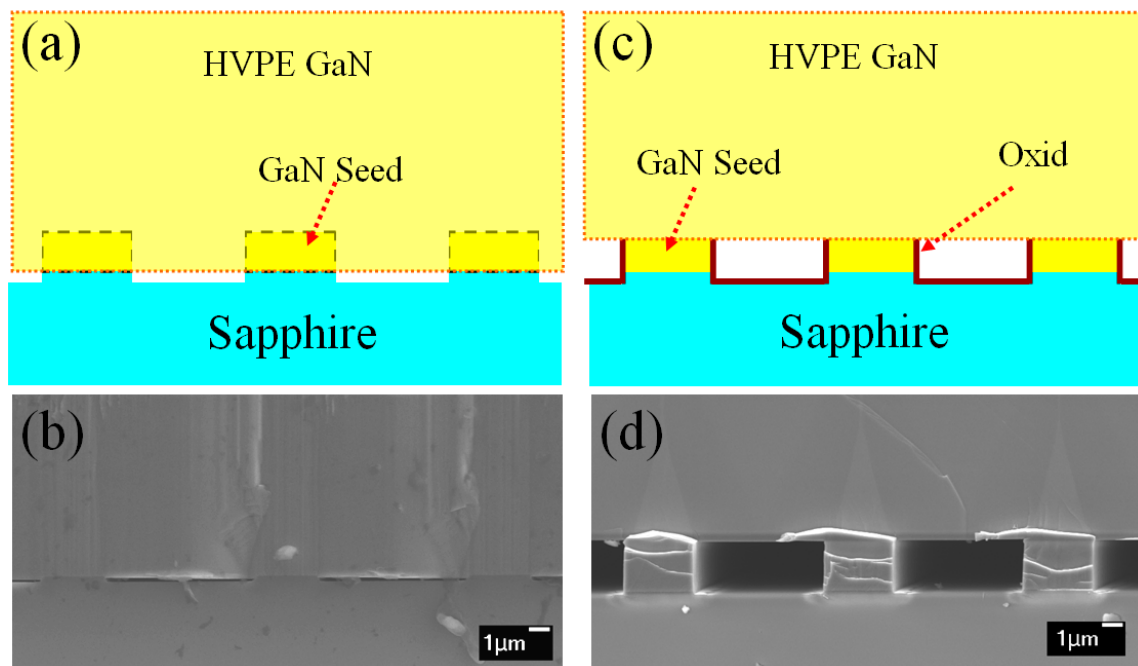 (a)
HVPE GaN
GaN Seed
Sapphire
(c)
HVPE GaN
GaN Seed
Oxid
Sapphire
(b)
1μm
(d)
1μm